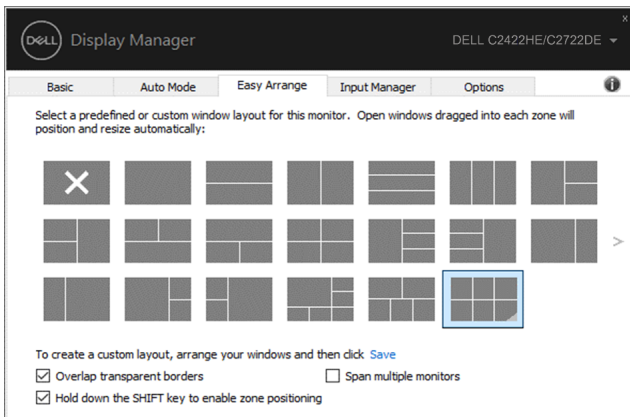 x
DELL Display Manager DELL C2422HE/C2722DE
Basic Auto Mode Easy Arrange Input Manager Options i
Select a predefined or custom window layout for this monitor. Open windows dragged into each zone will
position and resize automatically:
>
To create a custom layout, arrange your windows and then click Save
Overlap transparent borders Span multiple monitors
Hold down the SHIFT key to enable zone positioning